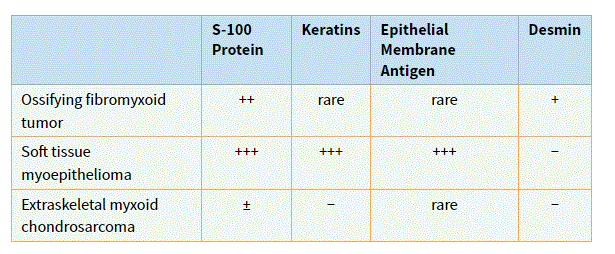 S-100 Protein Keratins Epithelial Membrane Antigen Desmin
Ossifying fibromyxoid tumor ++ rare rare +
Soft tissue myoepithelioma +++ +++ +++ −
Extraskeletal myxoid chondrosarcoma ± − rare −